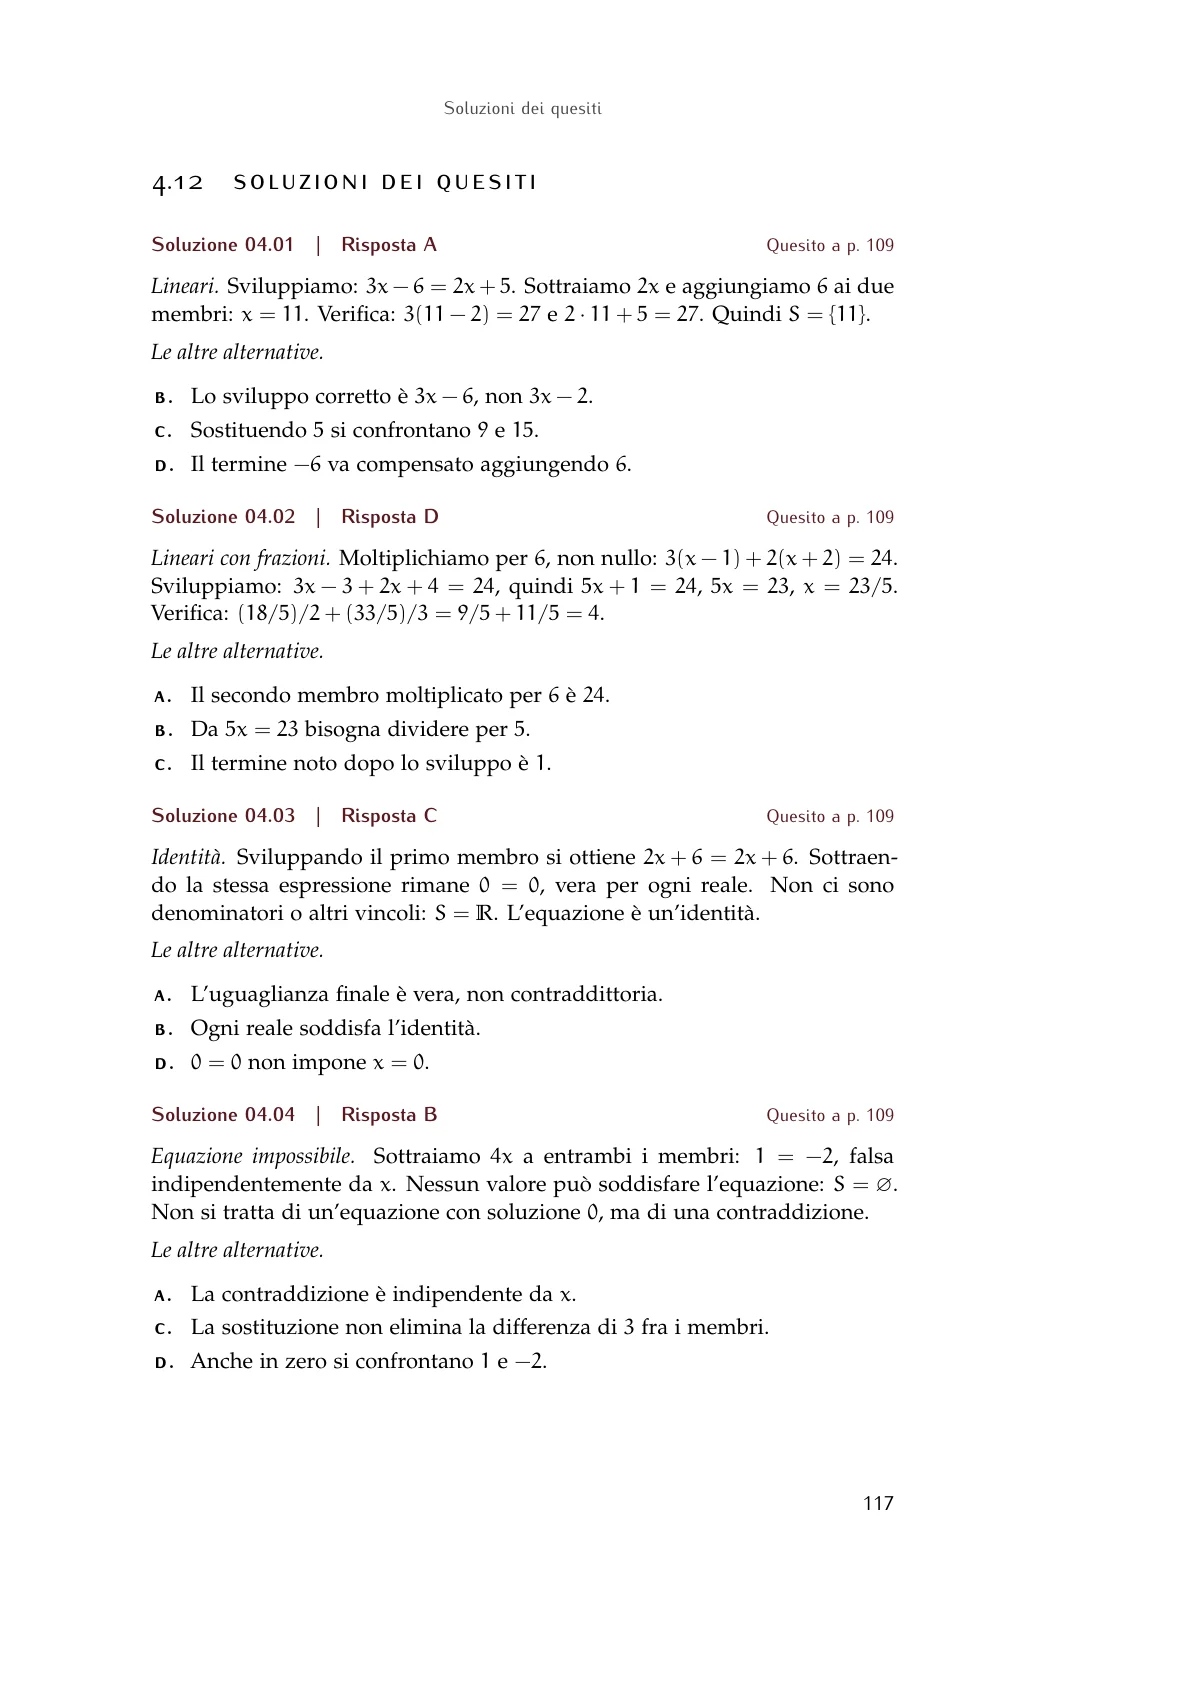 Soluzioni dei quesiti
4.12 SOLUZIONI DEI QUESITI
Soluzione 04.01 | Risposta A Quesito a p. 109
Lineari. Sviluppiamo: 3x − 6 = 2x + 5. Sottraiamo 2x e aggiungiamo 6 ai due
membri: x = 11. Verifica: 3(11 − 2) = 27 e 2 · 11 + 5 = 27. Quindi S = {11}.
Le altre alternative.
B. Lo sviluppo corretto è 3x − 6, non 3x − 2.
C. Sostituendo 5 si confrontano 9 e 15.
D. Il termine −6 va compensato aggiungendo 6.
Soluzione 04.02 | Risposta D Quesito a p. 109
Lineari con frazioni. Moltiplichiamo per 6, non nullo: 3(x − 1) + 2(x + 2) = 24.
Sviluppiamo: 3x − 3 + 2x + 4 = 24, quindi 5x + 1 = 24, 5x = 23, x = 23/5.
Verifica: (18/5)/2 + (33/5)/3 = 9/5 + 11/5 = 4.
Le altre alternative.
A. Il secondo membro moltiplicato per 6 è 24.
B. Da 5x = 23 bisogna dividere per 5.
C. Il termine noto dopo lo sviluppo è 1.
Soluzione 04.03 | Risposta C Quesito a p. 109
Identità. Sviluppando il primo membro si ottiene 2x + 6 = 2x + 6. Sottraen-
do la stessa espressione rimane 0 = 0, vera per ogni reale. Non ci sono
denominatori o altri vincoli: S = ℝ. L'equazione è un'identità.
Le altre alternative.
A. L'uguaglianza finale è vera, non contraddittoria.
B. Ogni reale soddisfa l'identità.
D. 0 = 0 non impone x = 0.
Soluzione 04.04 | Risposta B Quesito a p. 109
Equazione impossibile. Sottraiamo 4x a entrambi i membri: 1 = −2, falsa
indipendentemente da x. Nessun valore può soddisfare l'equazione: S = ∅.
Non si tratta di un'equazione con soluzione 0, ma di una contraddizione.
Le altre alternative.
A. La contraddizione è indipendente da x.
C. La sostituzione non elimina la differenza di 3 fra i membri.
D. Anche in zero si confrontano 1 e −2.
117